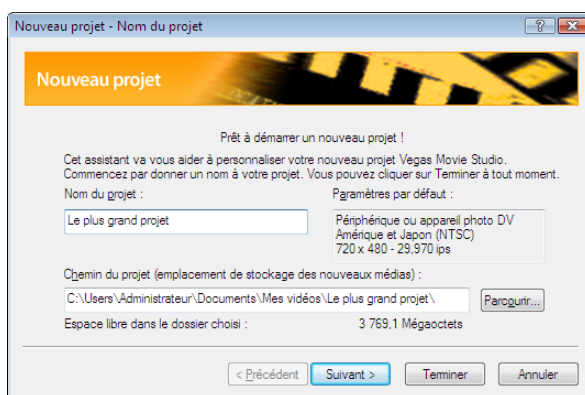 Nouveau projet - Nom du projet
Nouveau projet
Prêt à démarrer un nouveau projet !
Cet assistant va vous aider à personnaliser votre nouveau projet Vegas Movie Studio.
Commencez par donner un nom à votre projet. Vous pouvez cliquer sur Terminer à tout moment.
Nom du projet :
Paramètres par défaut :
Le plus grand projet
Périphérique ou appareil photo DV
Amérique et Japon (NTSC)
720 x 480 - 29,970 ips
Chemin du projet (emplacement de stockage des nouveaux médias) :
C:\Users\Administrateur\Documents\Mes vidéos\Le plus grand projet\
Parcourir...
Espace libre dans le dossier choisi : 3 769,1 Mégaoctets
< Précédent Suivant > Terminer Annuler